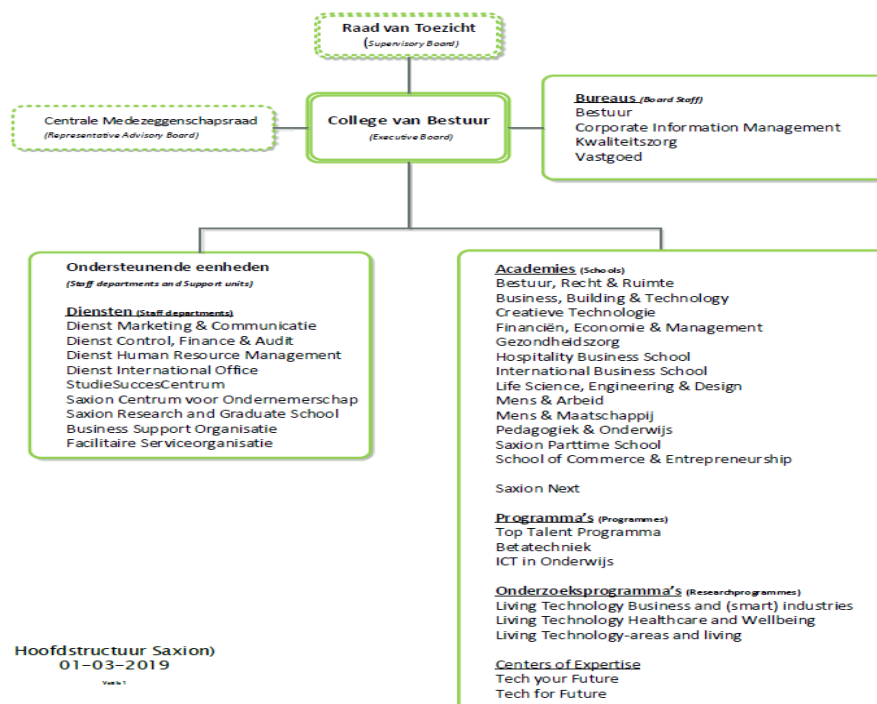 Raad van Toezicht
(Supervisory Board)
Centrale Medezeggenschapsraad
(Representative Advisory Board)
College van Bestuur
(Executive Board)
Bureaus (Board Staff)
Bestuur
Corporate Information Management
Kwaliteitszorg
Vastgoed
Ondersteunende eenheden
(Staff departments and Support units)
Diensten (Staff departments)
Dienst Marketing & Communicatie
Dienst Control, Finance & Audit
Dienst Human Resource Management
Dienst International Office
StudieSuccesCentrum
Saxion Centrum voor Ondernemerschap
Saxion Research and Graduate School
Business Support Organisatie
Facilitaire Serviceorganisatie
Academies (Schools)
Bestuur, Recht & Ruimte
Business, Building & Technology
Creatieve Technologie
Financiën, Economie & Management
Gezondheidszorg
Hospitality Business School
International Business School
Life Science, Engineering & Design
Mens & Arbeid
Mens & Maatschappij
Pedagogiek & Onderwijs
Saxion Parttime School
School of Commerce & Entrepreneurship
Saxion Next
Programma's (Programmes)
Top Talent Programma
Betatechniek
ICT in Onderwijs
Onderzoeksprogramma's (Researchprogrammes)
Living Technology Business and (smart) industries
Living Technology Healthcare and Wellbeing
Living Technology-areas and living
Centers of Expertise
Tech your Future
Tech for Future
Hoofdstructuur Saxion)
01-03-2019